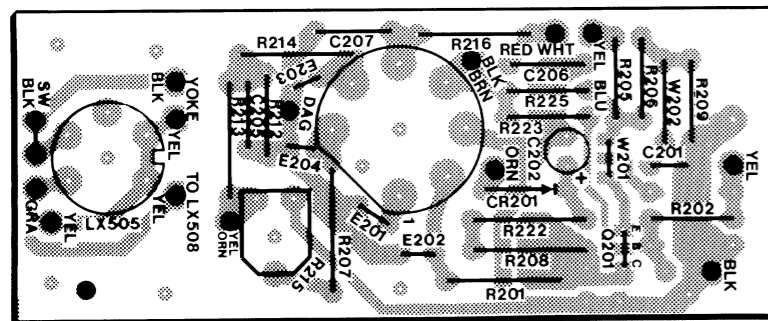 SW
BLK
BLK
YOKE
YEL
GRA
YEL
LX505
YEL
TO LX508
R214
C207
E203
DAG
R213
C205
R212
E204
YEL
ORN
R215
R207
E201
1
E202
R216
BLK
BRN
RED WHT
YEL
BLU
C206
R225
R223
ORN
C202
+
CR201
R222
R208
R201
R205
R206
W202
R209
W201
C201
YEL
R202
Q201
E
B
C
BLK